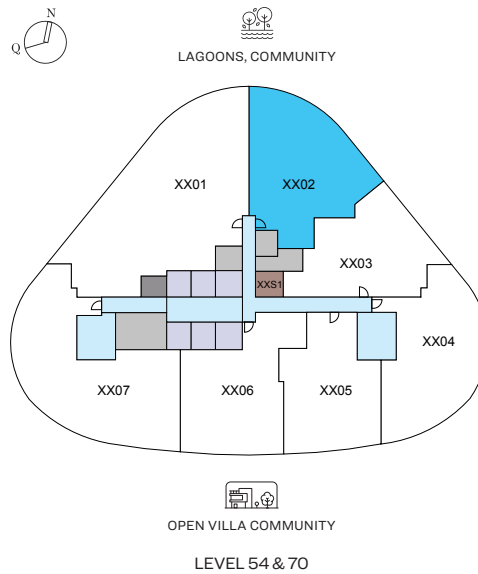 N
Q
LAGOONS, COMMUNITY
XX01
XX02
XX03
XXS1
XX04
XX07
XX06
XX05
OPEN VILLA COMMUNITY
LEVEL 54 & 70